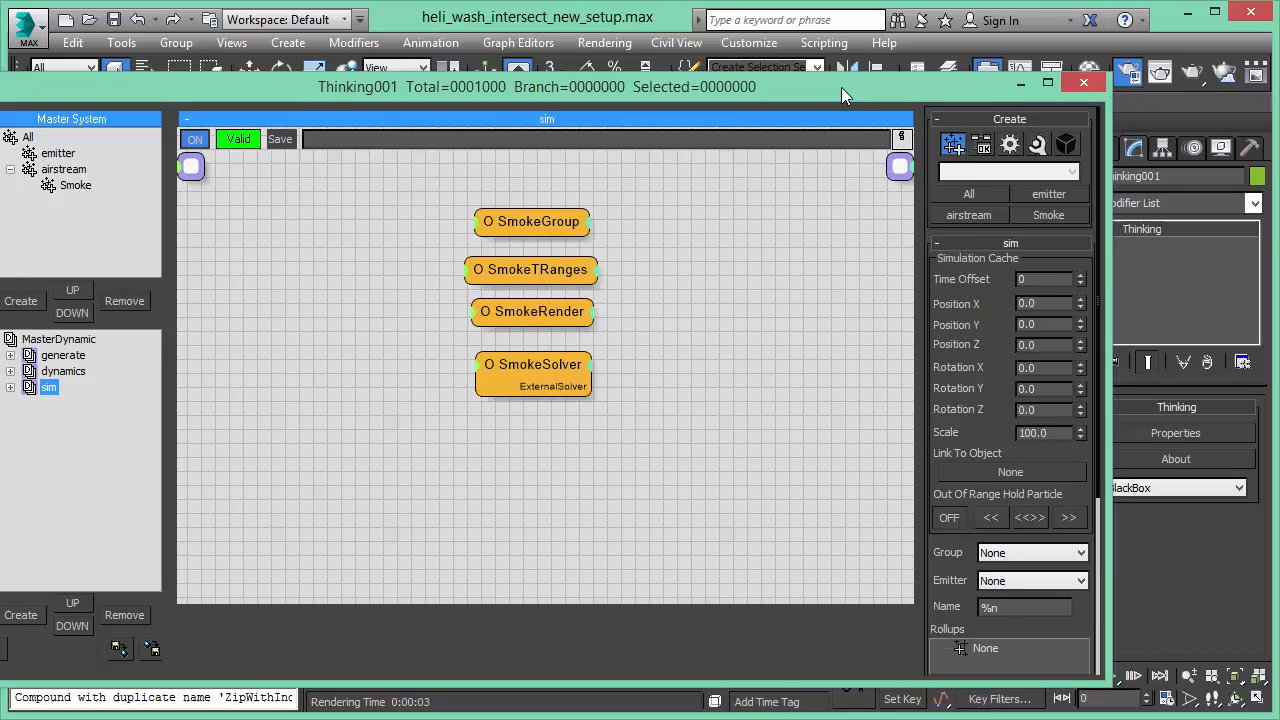 MAX
Workspace: Default
heli_wash_intersect_new_setup.max
Type a keyword or phrase
Sign In
Edit
Tools
Group
Views
Create
Modifiers
Animation
Graph Editors
Rendering
Civil View
Customize
Scripting
Help
All
View
3
Create Selection Se
Thinking001 Total=0001000 Branch=0000000 Selected=0000000
Master System
All
emitter
airstream
Smoke
Create
UP
DOWN
Remove
MasterDynamic
generate
dynamics
sim
Create
UP
DOWN
Remove
sim
ON
Valid
Save
O SmokeGroup
O SmokeTRanges
O SmokeRender
O SmokeSolver
ExternalSolver
Create
All
emitter
airstream
Smoke
sim
Simulation Cache
Time Offset 0
Position X 0.0
Position Y 0.0
Position Z 0.0
Rotation X 0.0
Rotation Y 0.0
Rotation Z 0.0
Scale 100.0
Link To Object
None
Out Of Range Hold Particle
OFF << <<>> >>
Group None
Emitter None
Name %n
Rollups
None
hinking001
odifier List
Thinking
Thinking
Properties
About
BlackBox
Compound with duplicate name 'ZipWithInd
Rendering Time 0:00:03
Add Time Tag
Set Key
Key Filters...
0